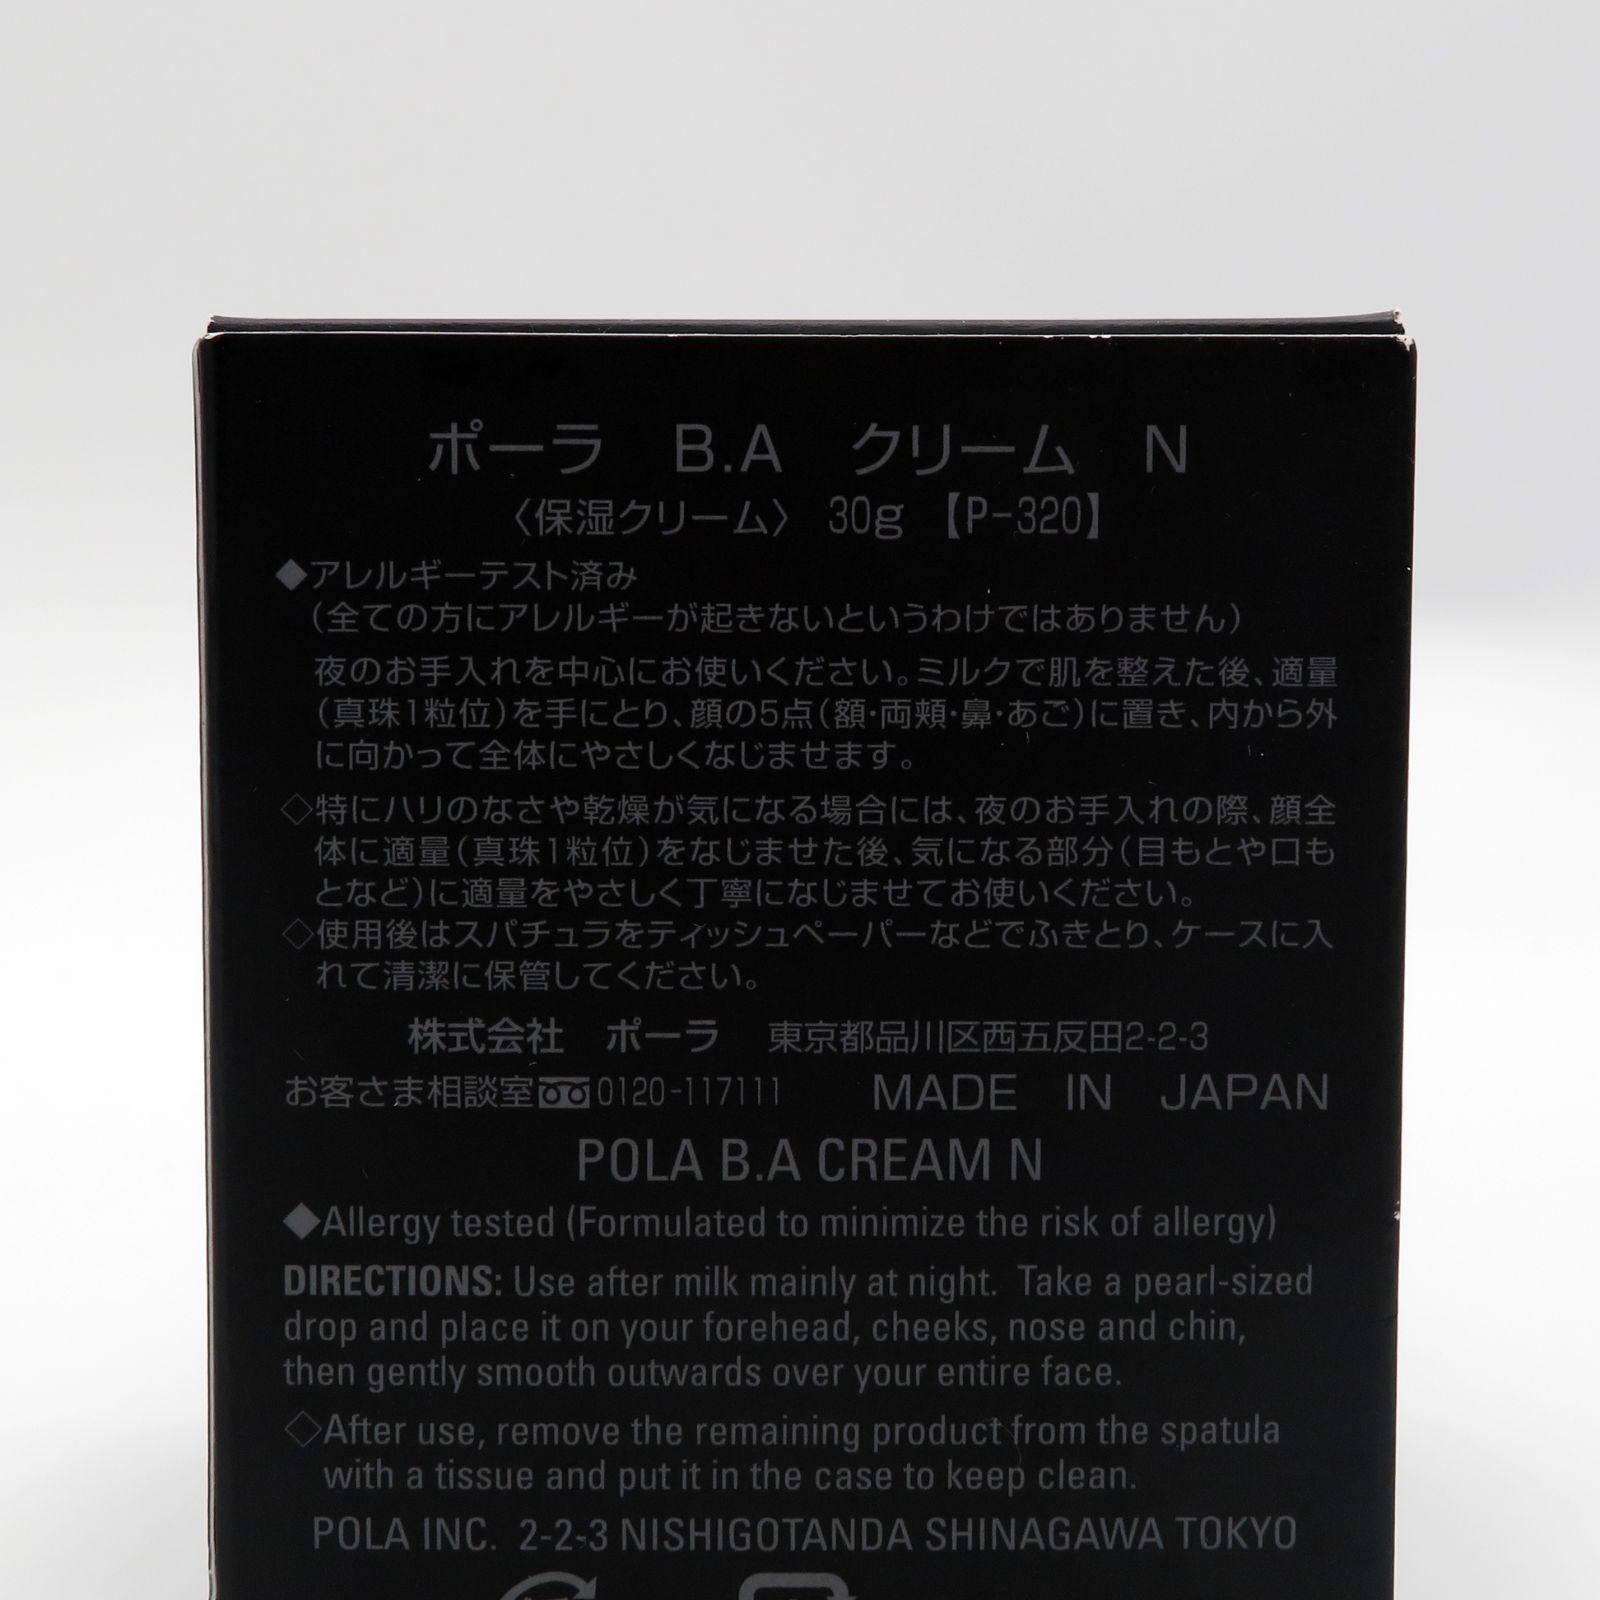 ポーラ　B.A　クリーム　N
〈保湿クリーム〉 30g 【P-320】
◆アレルギーテスト済み
（全ての方にアレルギーが起きないというわけではありません）
夜のお手入れを中心にお使いください。ミルクで肌を整えた後、適量
（真珠1粒位）を手にとり、顔の5点（額・両頬・鼻・あご）に置き、内から外
に向かって全体にやさしくなじませます。
◇特にハリのなさや乾燥が気になる場合には、夜のお手入れの際、顔全
体に適量（真珠1粒位）をなじませた後、気になる部分（目もとや口も
となど）に適量をやさしく丁寧になじませてお使いください。
◇使用後はスパチュラをティッシュペーパーなどでふきとり、ケースに入
れて清潔に保管してください。
株式会社　ポーラ　東京都品川区西五反田2-2-3
お客さま相談室 0120-117111　MADE IN JAPAN
POLA B.A CREAM N
◆Allergy tested (Formulated to minimize the risk of allergy)
DIRECTIONS: Use after milk mainly at night. Take a pearl-sized
drop and place it on your forehead, cheeks, nose and chin,
then gently smooth outwards over your entire face.
◇After use, remove the remaining product from the spatula
with a tissue and put it in the case to keep clean.
POLA INC. 2-2-3 NISHIGOTANDA SHINAGAWA TOKYO